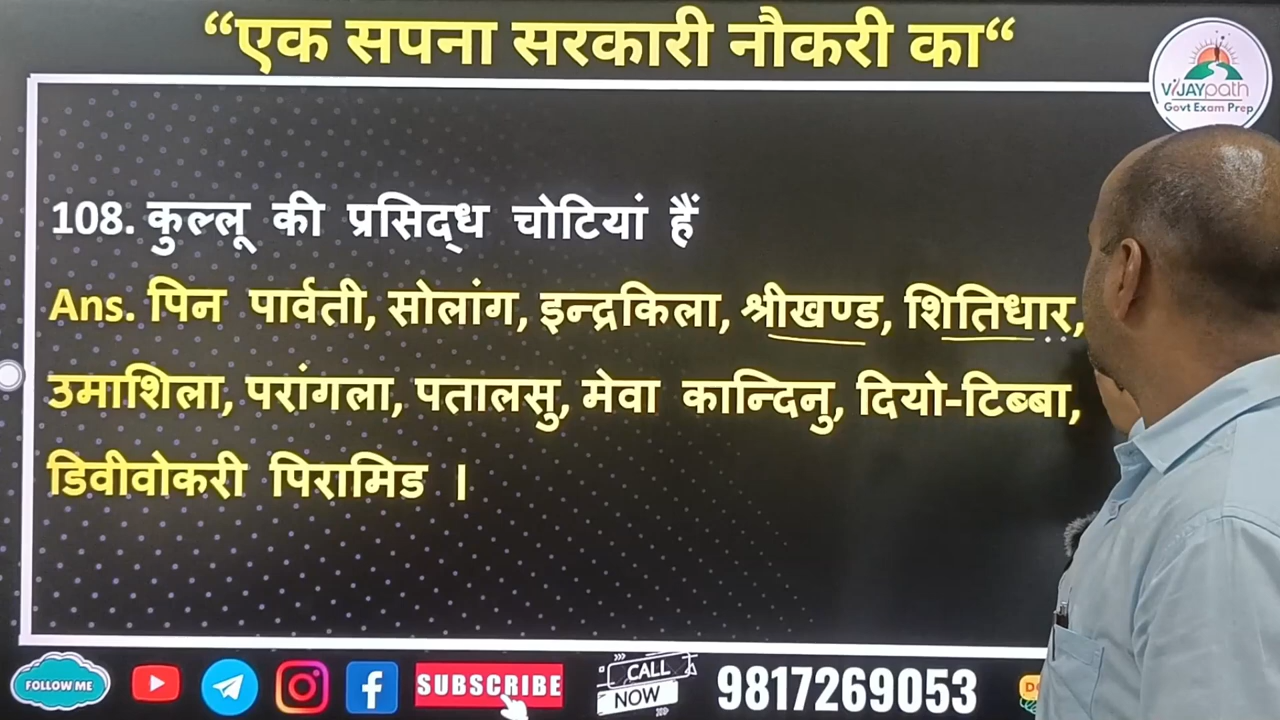 “एक सपना सरकारी नौकरी का“
VIJAYpath
Govt Exam Prep
108. कुल्लू की प्रसिद्ध चोटियां हैं
Ans. पिन पार्वती, सोलांग, इन्द्रकिला, श्रीखण्ड, शितिधार,
उमाशिला, परांगला, पतालसु, मेवा कान्दिनु, दियो-टिब्बा,
डिवीवोकरी पिरामिड ।
FOLLOW ME
SUBSCRIBE
CALL
NOW
9817269053